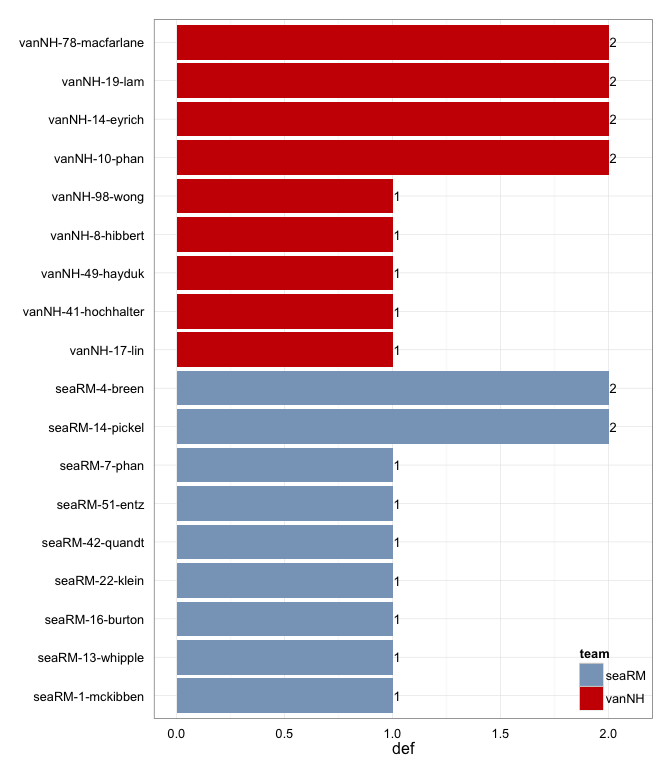 vanNH-78-macfarlane 2
vanNH-19-lam 2
vanNH-14-eyrich 2
vanNH-10-phan 2
vanNH-98-wong 1
vanNH-8-hibbert 1
vanNH-49-hayduk 1
vanNH-41-hochhalter 1
vanNH-17-lin 1
seaRM-4-breen 2
seaRM-14-pickel 2
seaRM-7-phan 1
seaRM-51-entz 1
seaRM-42-quandt 1
seaRM-22-klein 1
seaRM-16-burton 1
seaRM-13-whipple 1
seaRM-1-mckibben 1
team
seaRM
vanNH
0.0 0.5 1.0 1.5 2.0
def